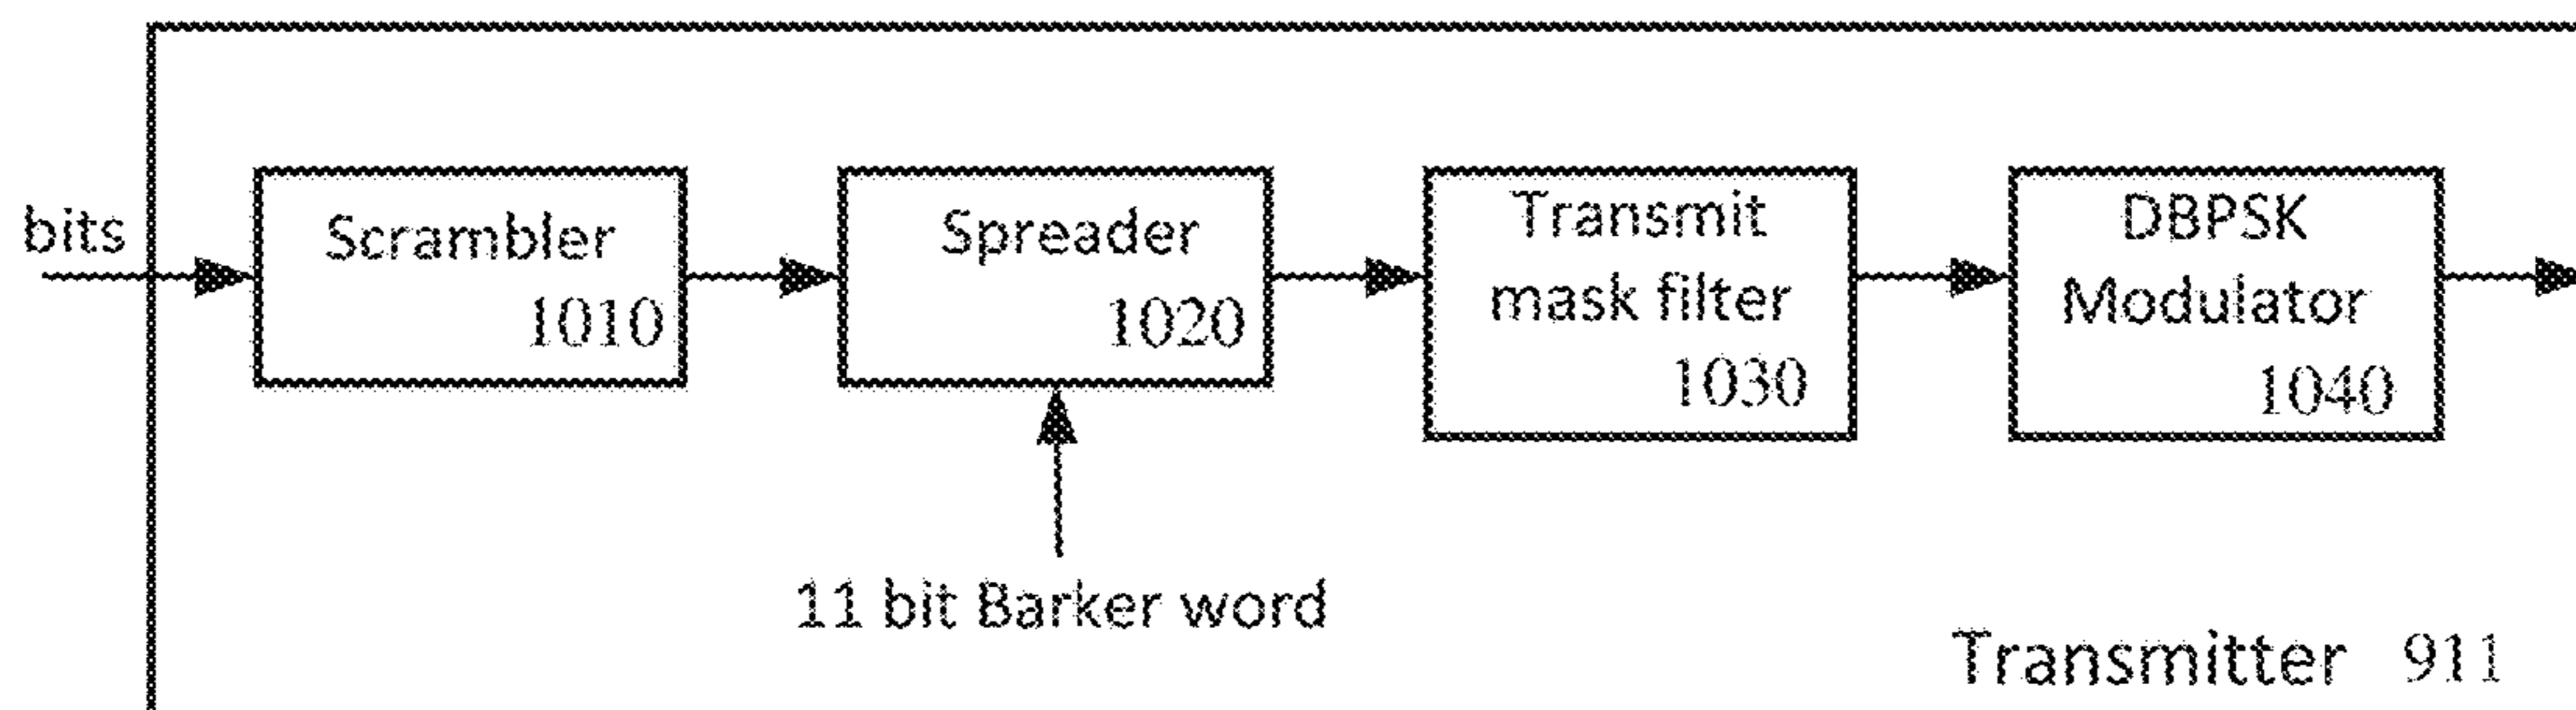 bits
Scrambler
1010
Spreader
1020
Transmit
mask filter
1030
DBPSK
Modulator
1040
11 bit Barker word
Transmitter 911